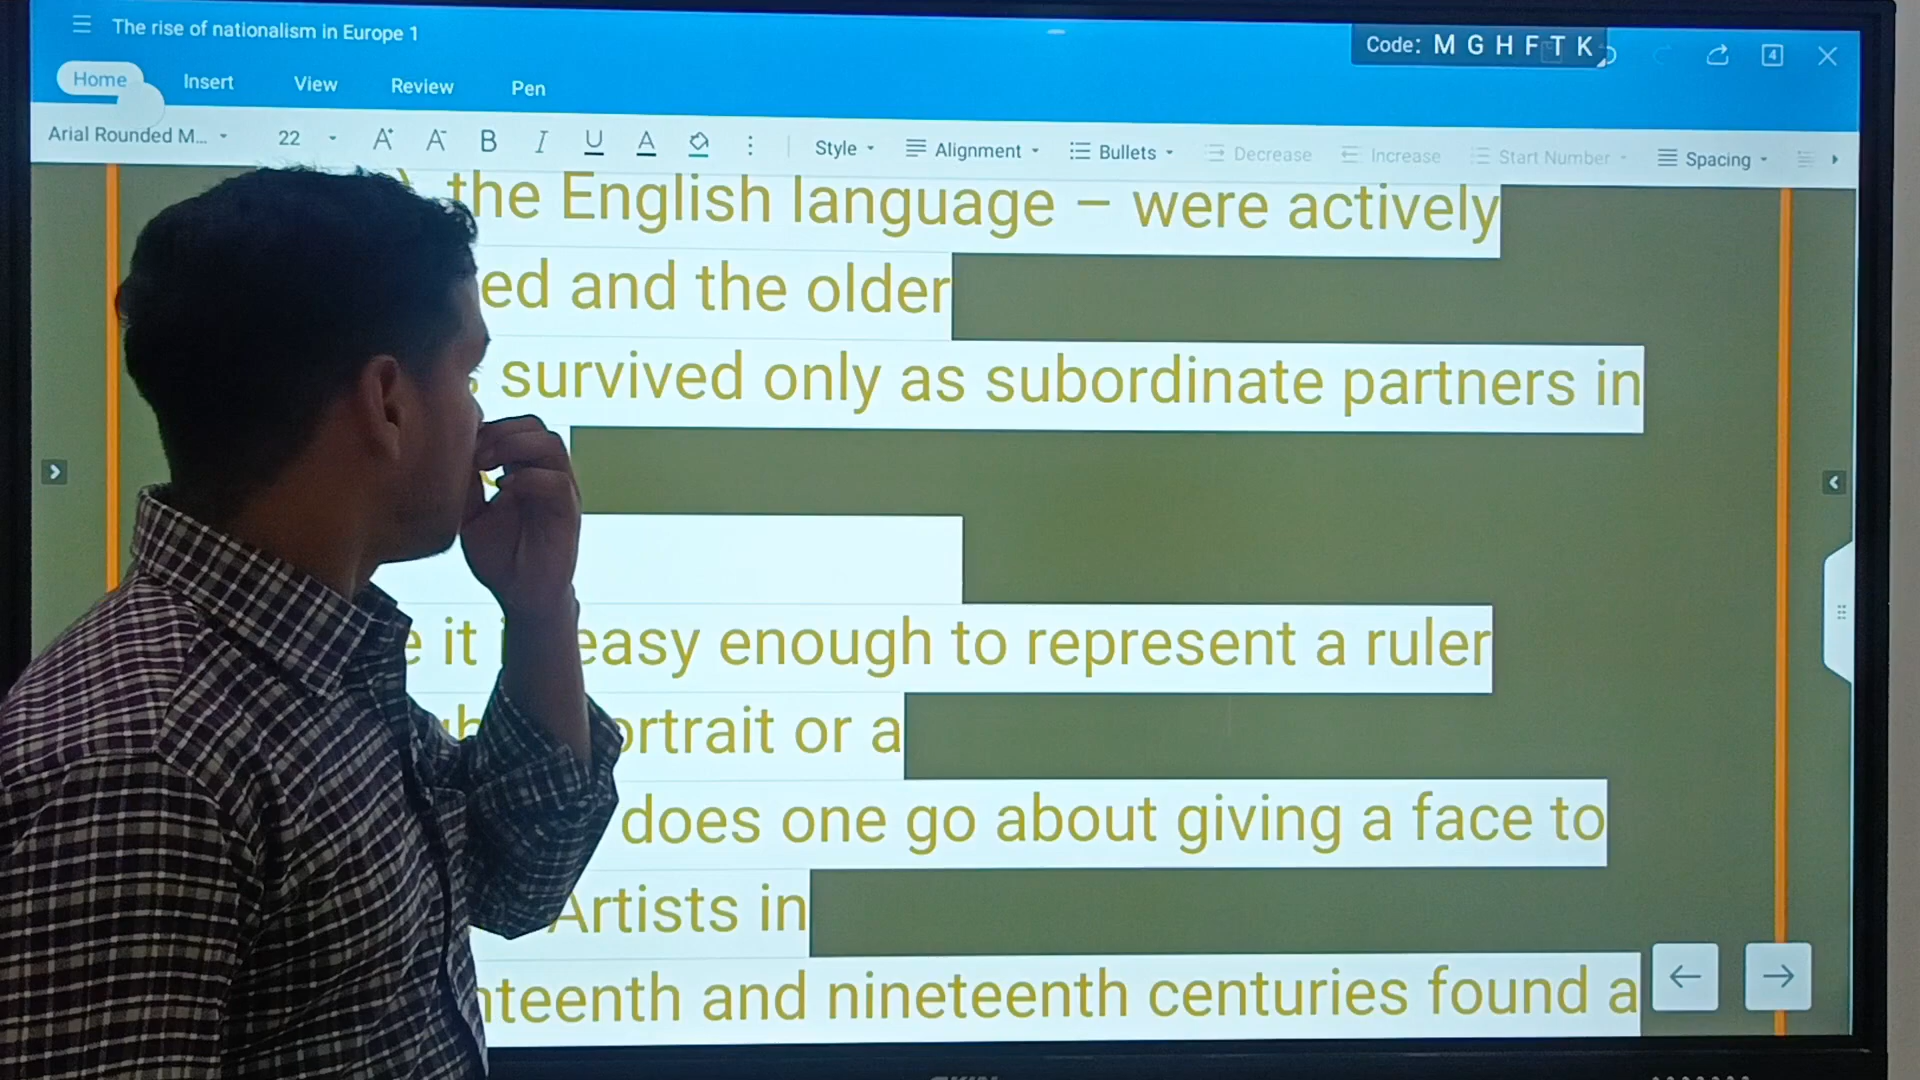 The rise of nationalism in Europe 1
Code: MGHFTK
4
Home Insert View Review Pen
Arial Rounded M... 22 A+ A- B I U A Style Alignment Bullets Decrease Increase Start Number Spacing
the English language – were actively
and the older
survived only as subordinate partners in
it easy enough to represent a ruler
or a
does one go about giving a face to
Artists in
and nineteenth centuries found a